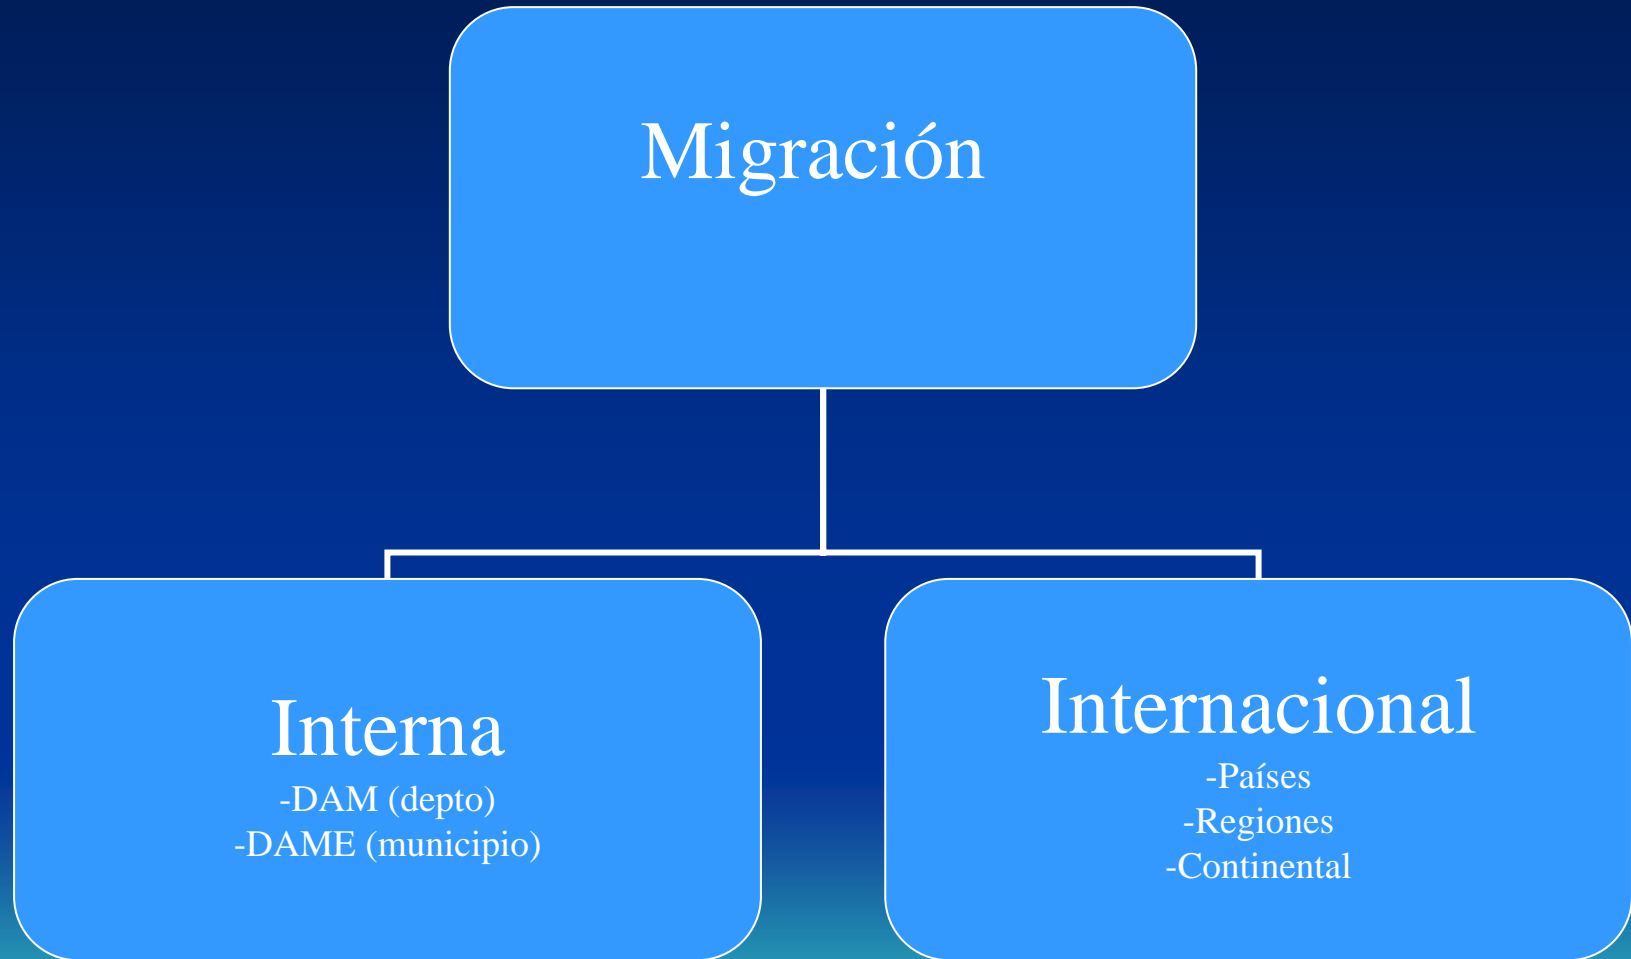 Migración
Interna
-DAM (depto)
-DAME (municipio)
Internacional
-Países
-Regiones
-Continental